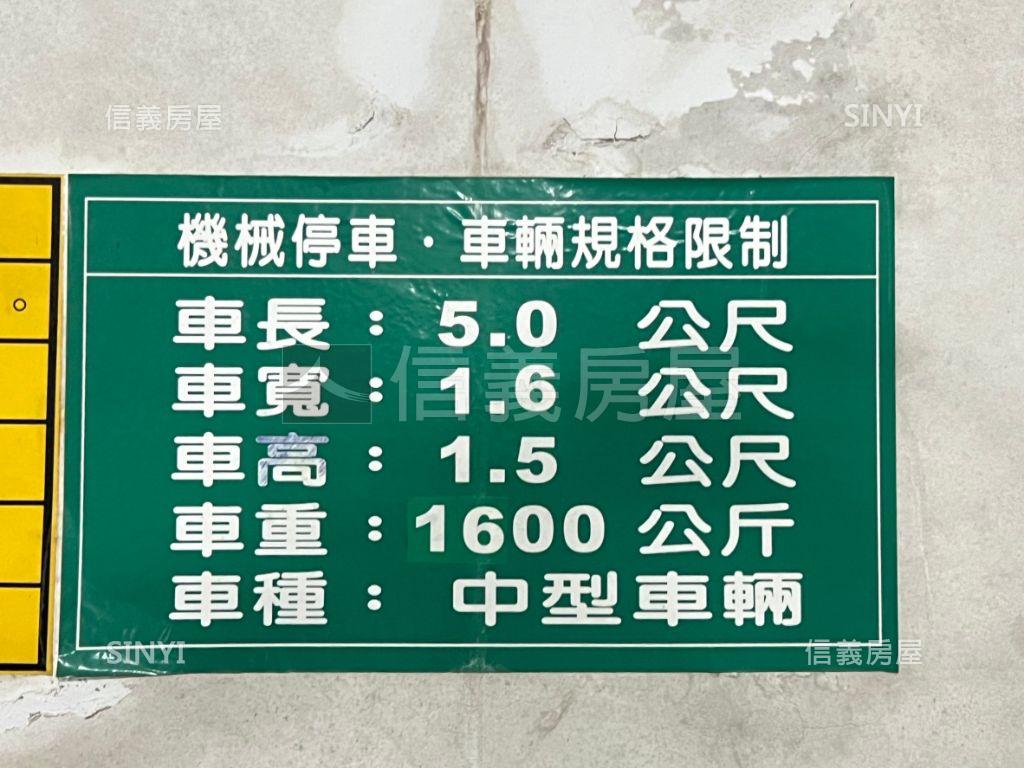 信義房屋 SINYI
機械停車・車輛規格限制
車長： 5.0 公尺
車寬： 1.6 公尺
信義房屋
車高： 1.5 公尺
車重：1600 公斤
車種： 中型車輛
SINYI 信義房屋